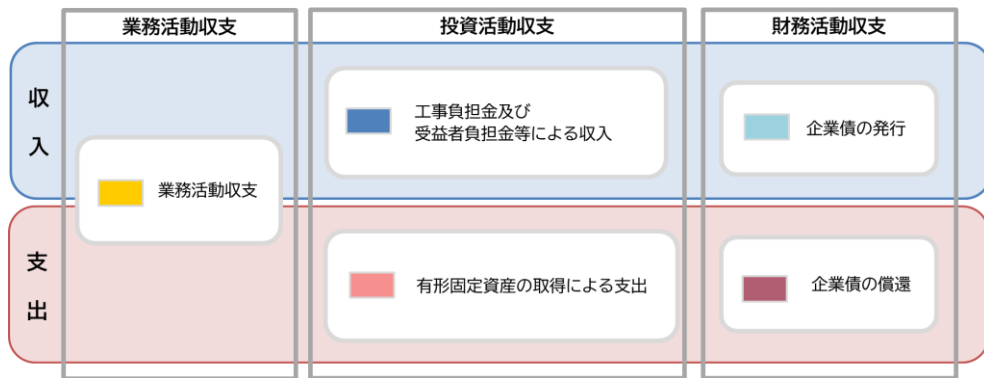 業務活動収支
投資活動収支
財務活動収支
収
入
工事負担金及び
受益者負担金等による収入
企業債の発行
業務活動収支
支
出
有形固定資産の取得による支出
企業債の償還